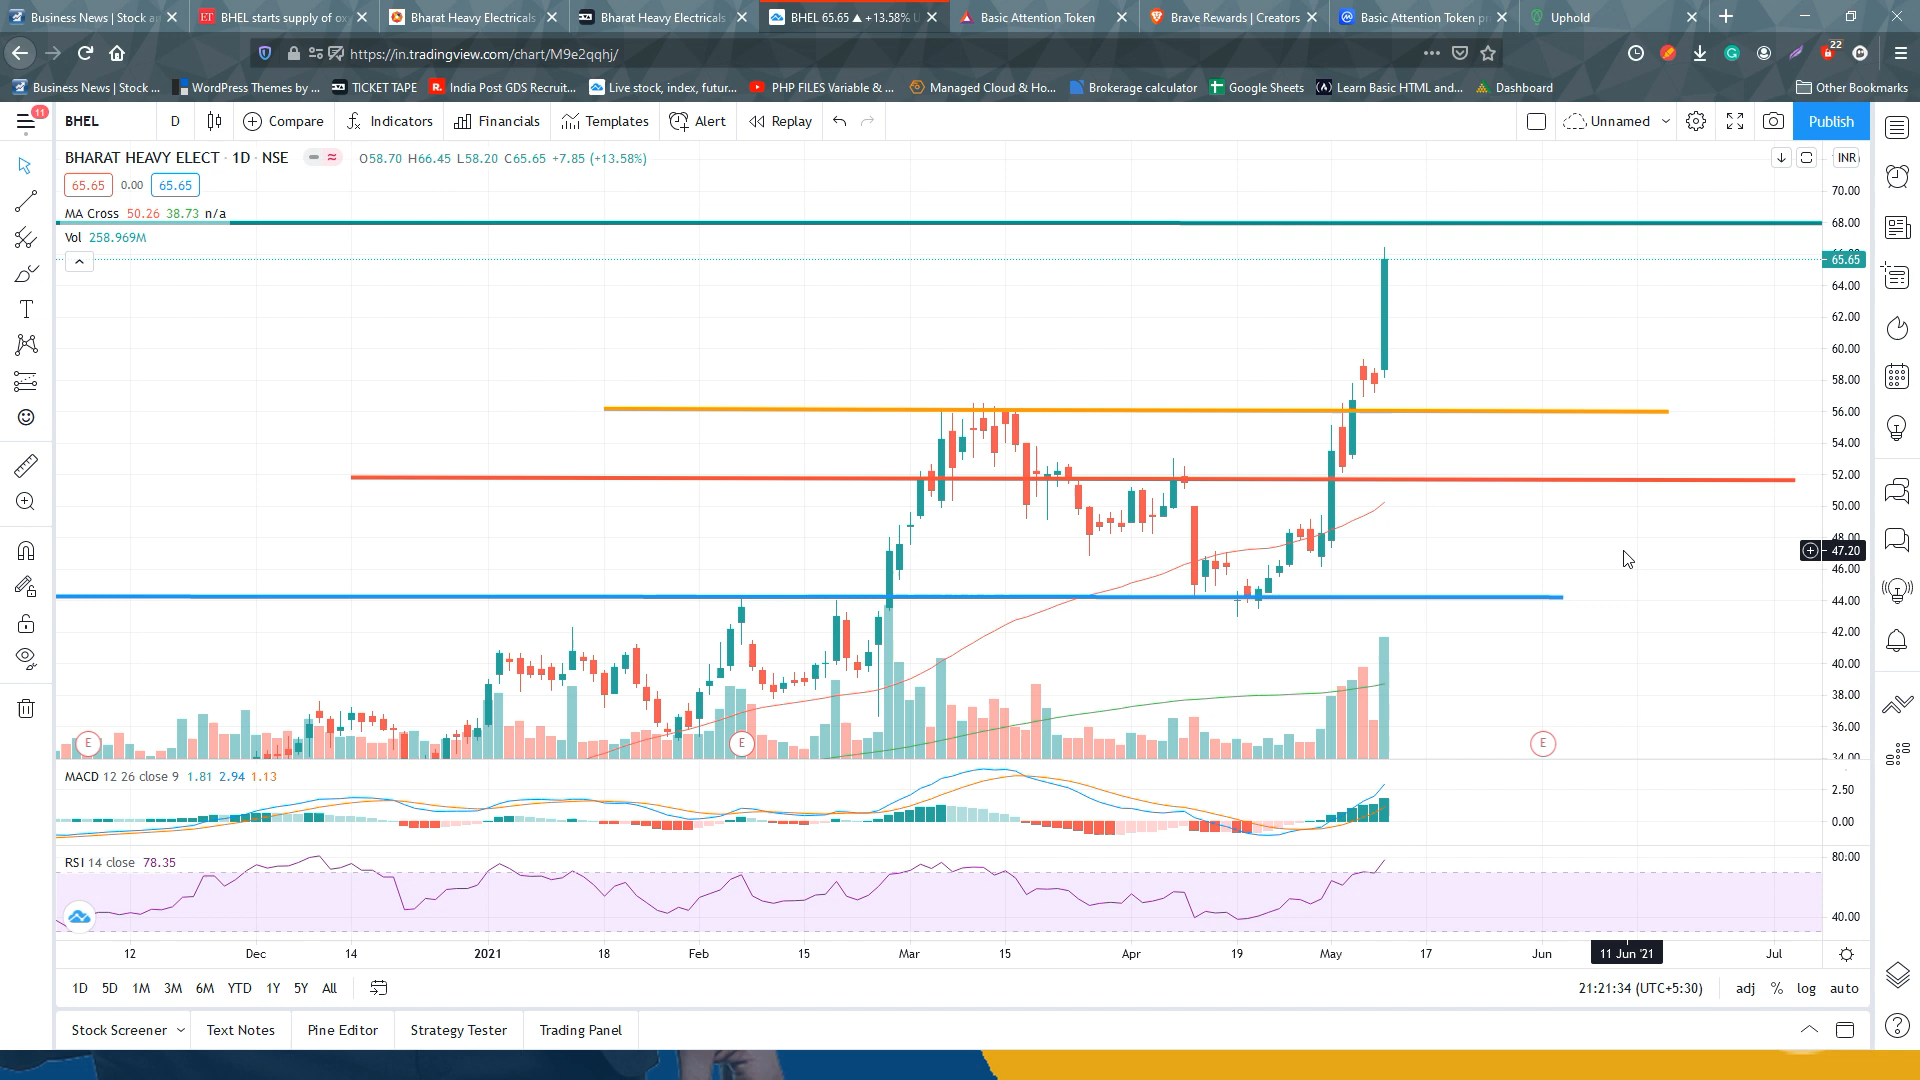 Business News | Stock a
BHEL starts supply of ox
Bharat Heavy Electricals
Bharat Heavy Electricals
BHEL 65.65 ▲ +13.58% U
Basic Attention Token
Brave Rewards | Creators
Basic Attention Token p
Uphold
https://in.tradingview.com/chart/M9e2qqhj/
22
Business News | Stock ...
WordPress Themes by ...
TICKET TAPE
India Post GDS Recruit...
Live stock, index, futur...
PHP FILES Variable & ...
Managed Cloud & Ho...
Brokerage calculator
Google Sheets
Learn Basic HTML and...
Dashboard
Other Bookmarks
11
BHEL
D
Compare
Indicators
Financials
Templates
Alert
Replay
Unnamed
Publish
BHARAT HEAVY ELECT · 1D · NSE
O58.70 H66.45 L58.20 C65.65 +7.85 (+13.58%)
INR
65.65 0.00 65.65
MA Cross 50.26 38.73 n/a
Vol 258.969M
70.00
68.00
65.65
64.00
62.00
60.00
58.00
56.00
54.00
52.00
50.00
48.00
47.20
46.00
44.00
42.00
40.00
38.00
36.00
34.00
E
E
E
MACD 12 26 close 9 1.81 2.94 1.13
2.50
0.00
RSI 14 close 78.35
80.00
40.00
12 Dec 14 2021 18 Feb 15 Mar 15 Apr 19 May 17 Jun 11 Jun '21 Jul
1D 5D 1M 3M 6M YTD 1Y 5Y All
21:21:34 (UTC+5:30)
adj % log auto
Stock Screener
Text Notes
Pine Editor
Strategy Tester
Trading Panel